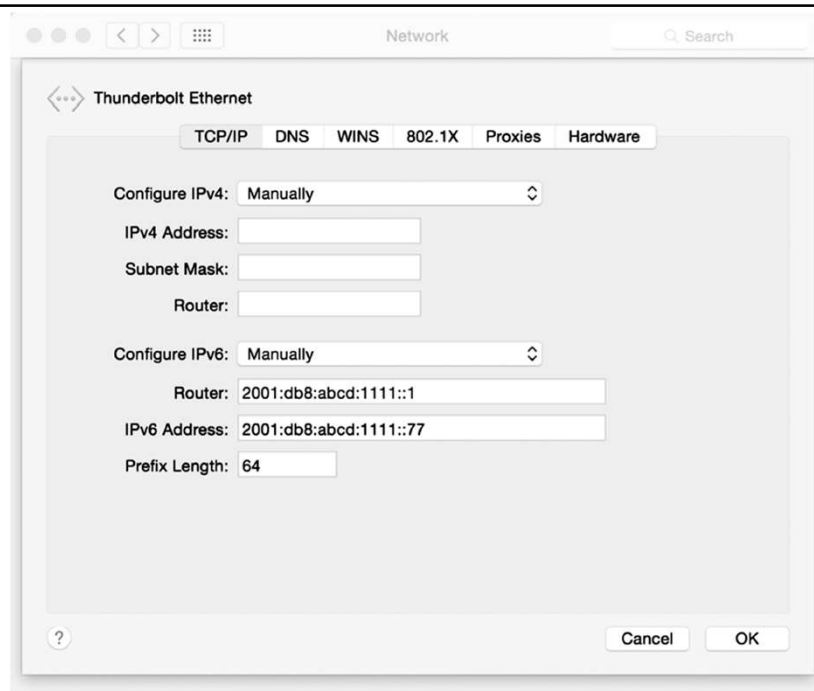 Network
Search
Thunderbolt Ethernet
TCP/IP DNS WINS 802.1X Proxies Hardware
Configure IPv4: Manually
IPv4 Address:
Subnet Mask:
Router:
Configure IPv6: Manually
Router: 2001:db8:abcd:1111::1
IPv6 Address: 2001:db8:abcd:1111::77
Prefix Length: 64
? Cancel OK